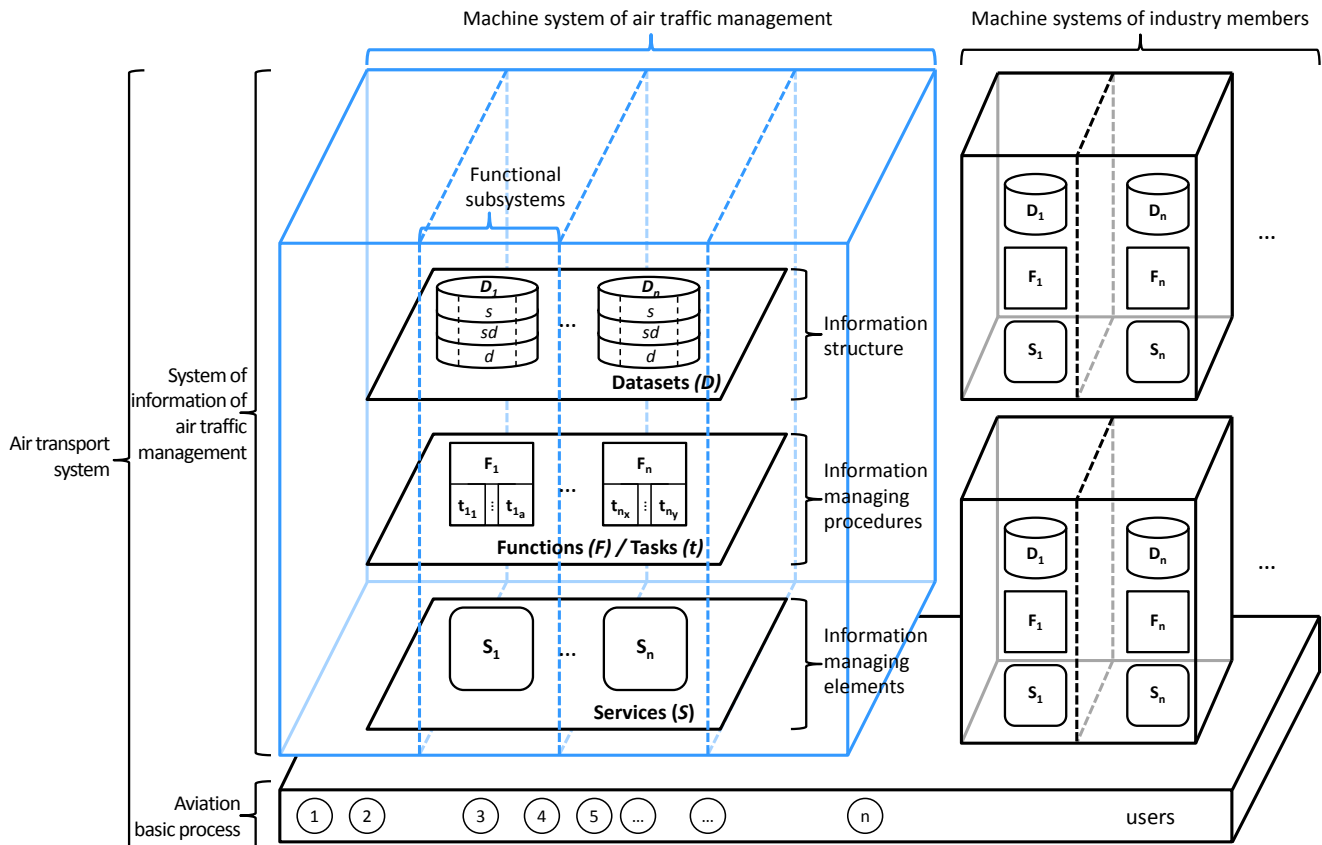 Machine system of air traffic management
Machine systems of industry members
Functional
subsystems
D1
s
sd
d
...
Dn
s
sd
d
Datasets (D)
Information
structure
F1
t11
⋮
t1a
...
Fn
tnx
⋮
tny
Functions (F) / Tasks (t)
Information
managing
procedures
S1
...
Sn
Services (S)
Information
managing
elements
System of
information of
air traffic
management
Air transport
system
Aviation
basic process
1
2
3
4
5
...
...
n
users
D1
Dn
F1
Fn
S1
Sn
...
D1
Dn
F1
Fn
S1
Sn
...